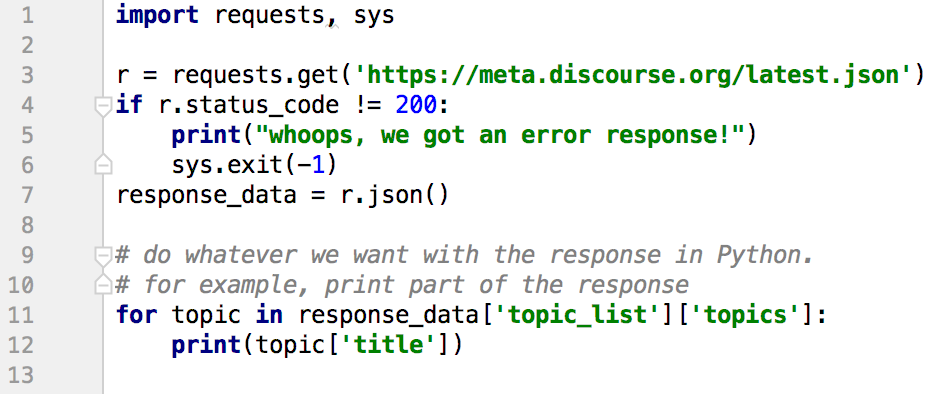 1 import requests, sys
2
3 r = requests.get('https://meta.discourse.org/latest.json')
4 if r.status_code != 200:
5     print("whoops, we got an error response!")
6     sys.exit(-1)
7 response_data = r.json()
8
9 # do whatever we want with the response in Python.
10 # for example, print part of the response
11 for topic in response_data['topic_list']['topics']:
12     print(topic['title'])
13